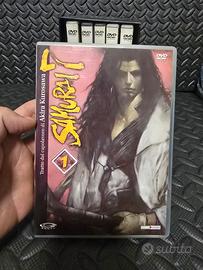 DVD
SAMURAI 7
Tratto dal capolavoro di Akira Kurosawa
1
Subito